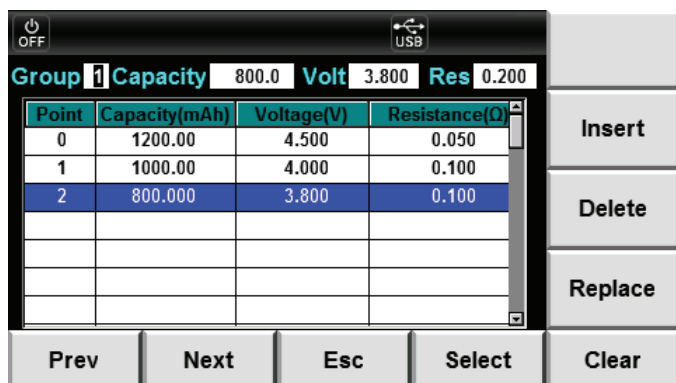 OFF USB
Group 1 Capacity 800.0 Volt 3.800 Res 0.200
Point Capacity(mAh) Voltage(V) Resistance(Ω)
0 1200.00 4.500 0.050
1 1000.00 4.000 0.100
2 800.000 3.800 0.100
Insert
Delete
Replace
Prev Next Esc Select Clear